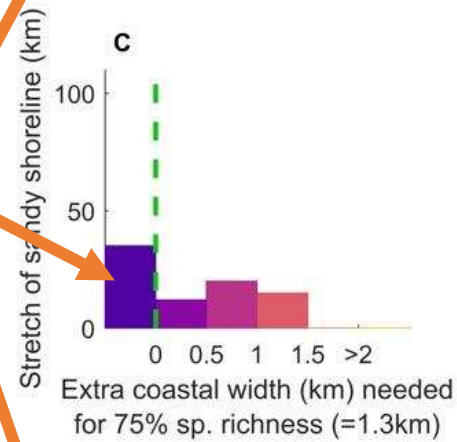 C
Stretch of sandy shoreline (km)
100
50
0
0 0.5 1 1.5 >2
Extra coastal width (km) needed
for 75% sp. richness (=1.3km)